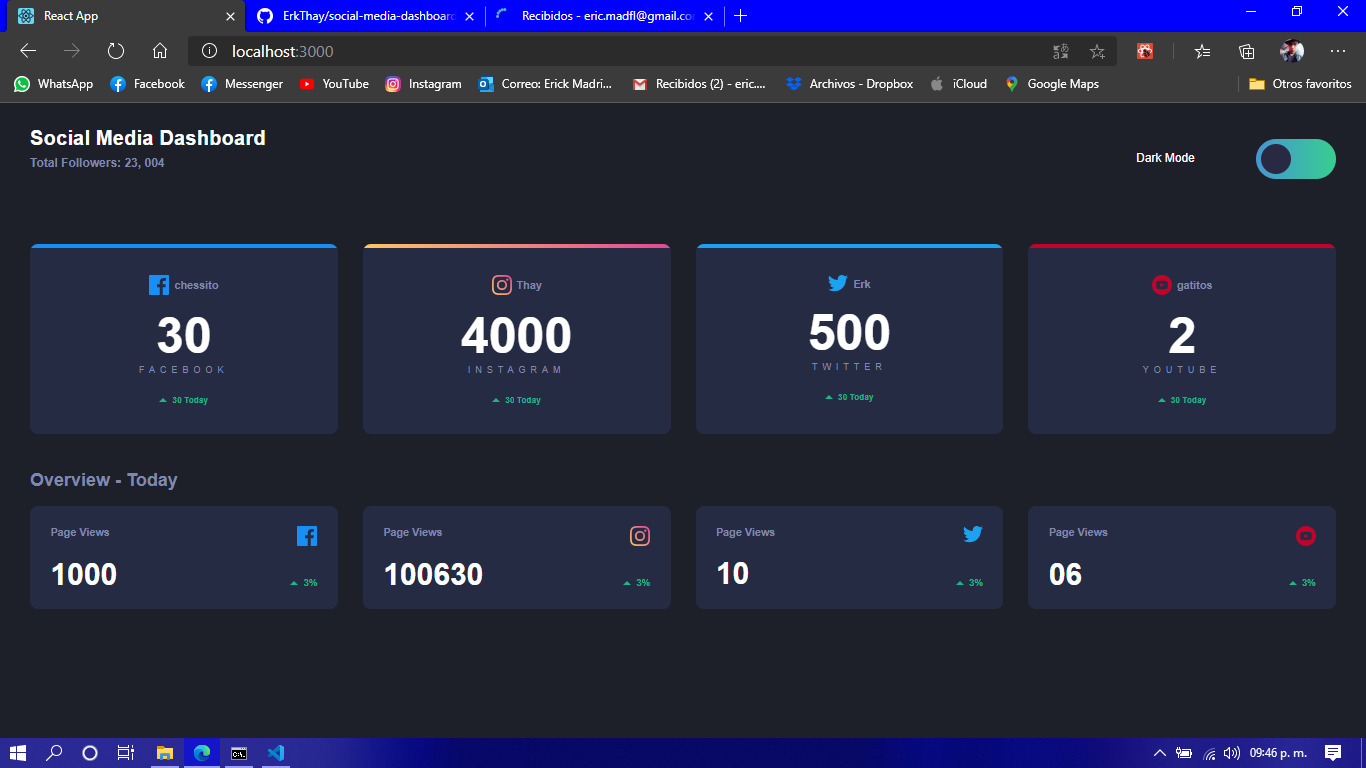 React App
ErkThay/social-media-dashboard
Recibidos - eric.madfl@gmail.co
localhost:3000
WhatsApp
Facebook
Messenger
YouTube
Instagram
Correo: Erick Madri...
Recibidos (2) - eric....
Archivos - Dropbox
iCloud
Google Maps
Otros favoritos
Social Media Dashboard
Total Followers: 23, 004
Dark Mode
chessito
30
FACEBOOK
30 Today
Thay
4000
INSTAGRAM
30 Today
Erk
500
TWITTER
30 Today
gatitos
2
YOUTUBE
30 Today
Overview - Today
Page Views
1000
3%
Page Views
100630
3%
Page Views
10
3%
Page Views
06
3%
09:46 p. m.